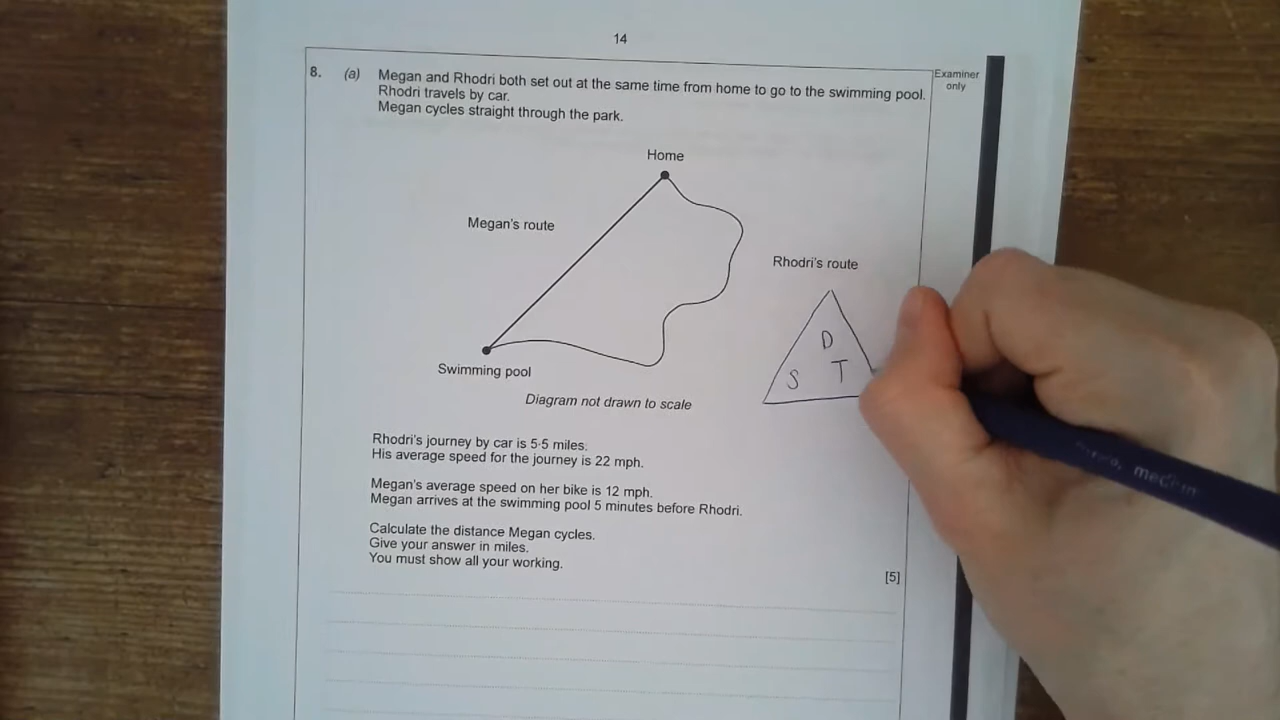 14
Examiner
only
8. (a) Megan and Rhodri both set out at the same time from home to go to the swimming pool.
Rhodri travels by car.
Megan cycles straight through the park.
Home
Megan's route
Rhodri's route
D
S T
Swimming pool
Diagram not drawn to scale
Rhodri's journey by car is 5·5 miles.
His average speed for the journey is 22 mph.
Megan's average speed on her bike is 12 mph.
Megan arrives at the swimming pool 5 minutes before Rhodri.
Calculate the distance Megan cycles.
Give your answer in miles.
You must show all your working.
[5]